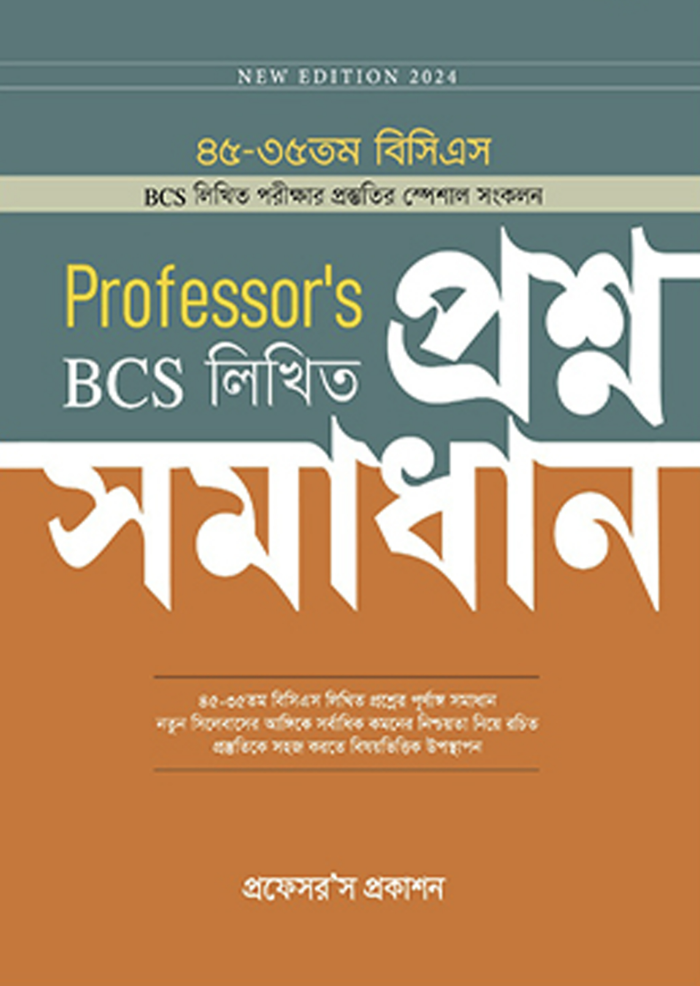 NEW EDITION 2024
৪৫-৩৫তম বিসিএস
BCS লিখিত পরীক্ষার প্রস্তুতির স্পেশাল সংকলন
Professor's
BCS লিখিত
প্রশ্ন
সমাধান
৪৫-৩৫তম বিসিএস লিখিত প্রশ্নের পূর্ণাঙ্গ সমাধান
নতুন সিলেবাসের আঙ্গিকে সর্বাধিক কমনের নিশ্চয়তা নিয়ে রচিত
প্রস্তুতিকে সহজ করতে বিষয়ভিত্তিক উপস্থাপন
প্রফেসর'স প্রকাশন